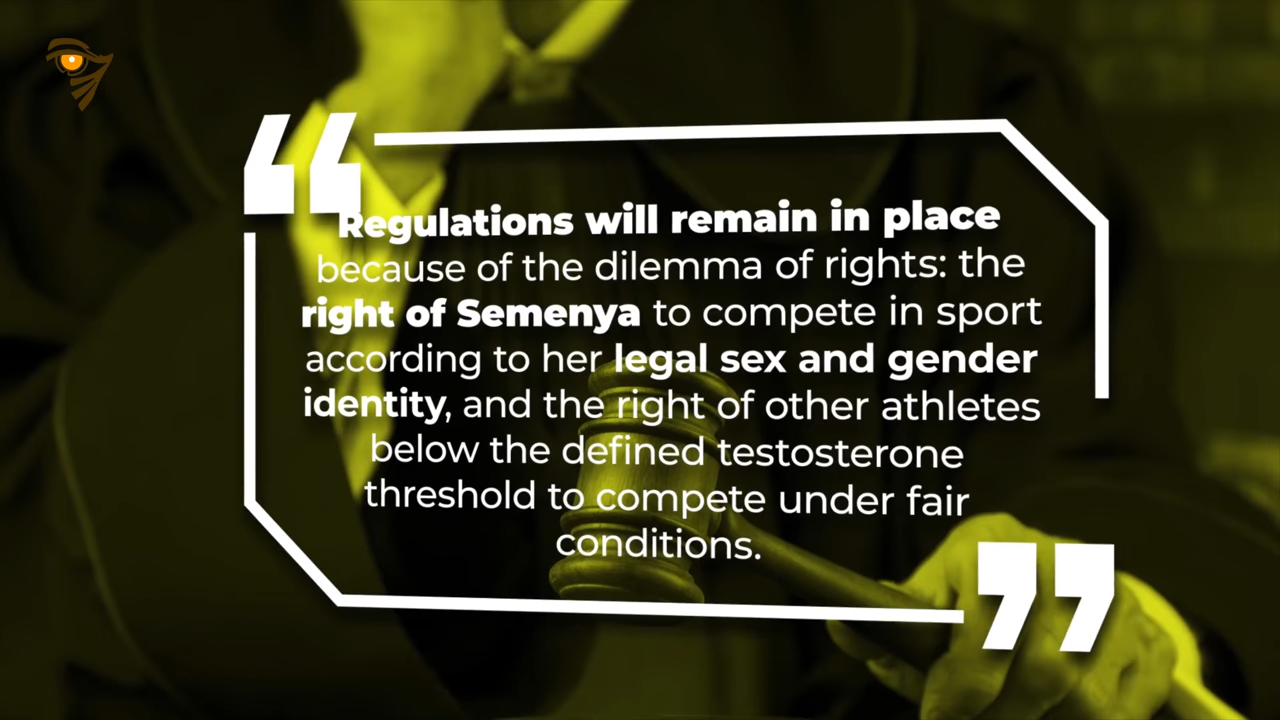 Regulations will remain in place
because of the dilemma of rights: the
right of Semenya to compete in sport
according to her legal sex and gender
identity, and the right of other athletes
below the defined testosterone
threshold to compete under fair
conditions.